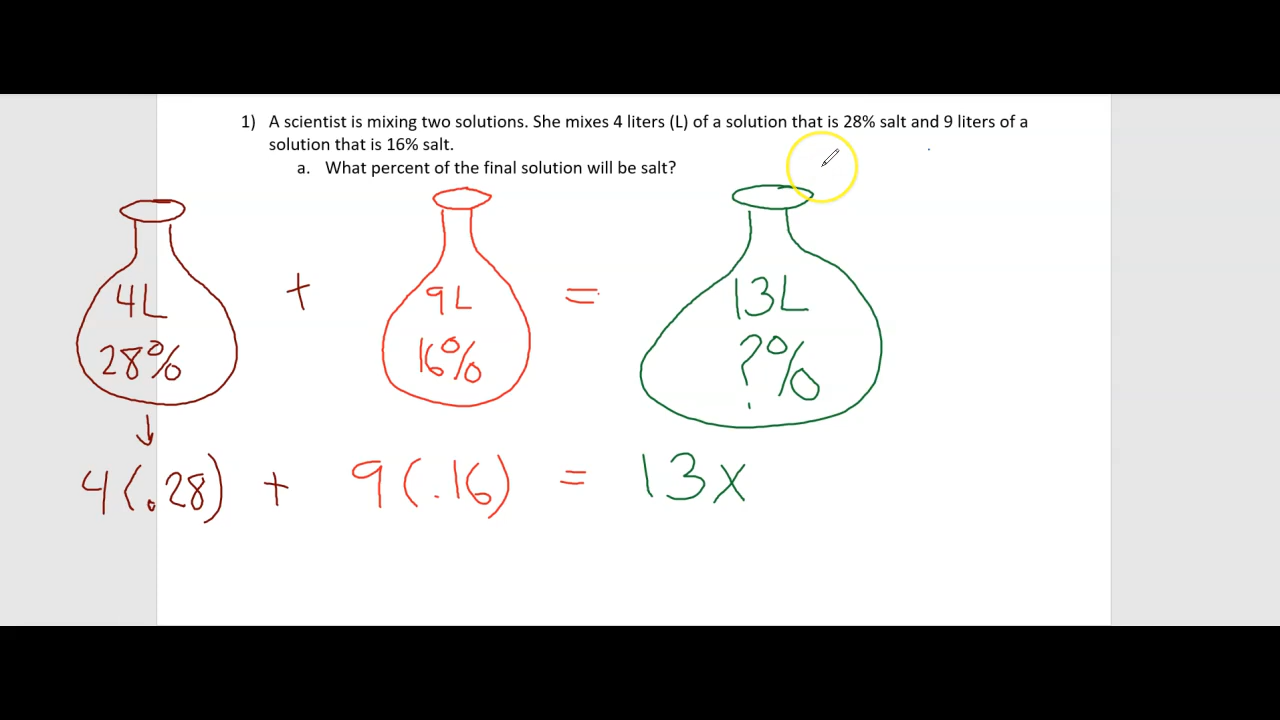 1) A scientist is mixing two solutions. She mixes 4 liters (L) of a solution that is 28% salt and 9 liters of a
solution that is 16% salt.
a. What percent of the final solution will be salt?
4L + 9L = 13L
28% 16% ?%
4(.28) + 9(.16) = 13x